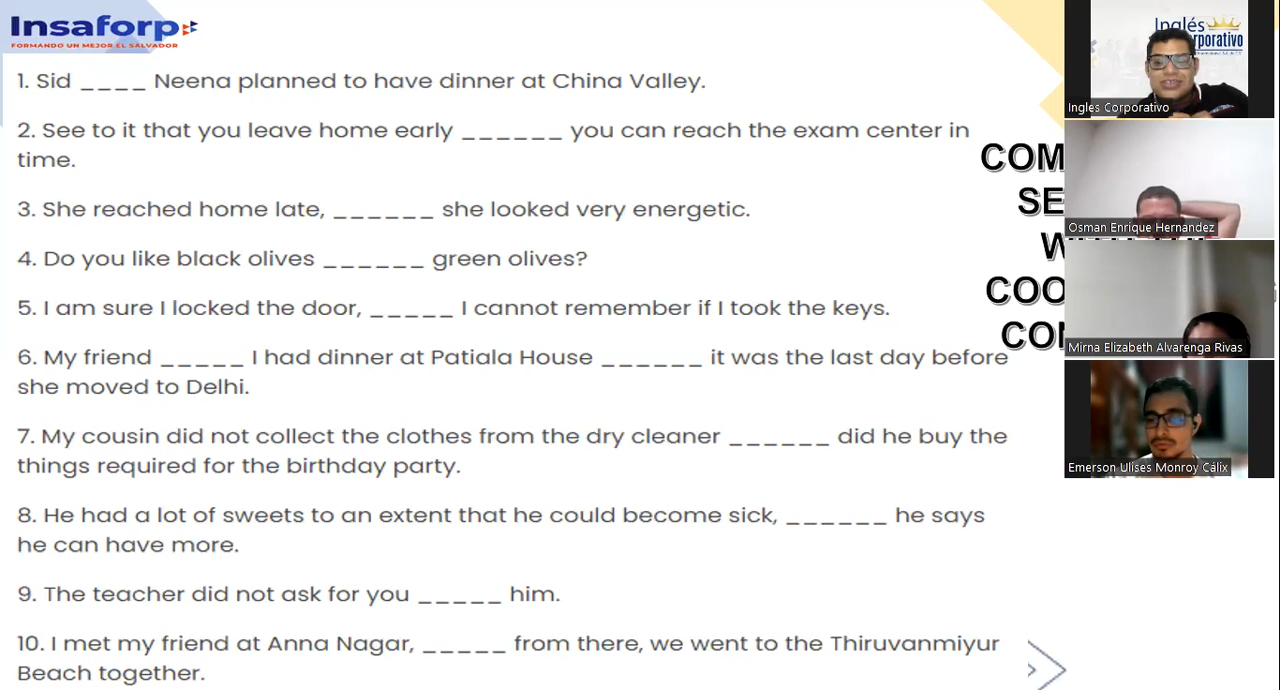 Insaforp
FORMANDO UN MEJOR EL SALVADOR
1. Sid ____ Neena planned to have dinner at China Valley.
2. See to it that you leave home early ______ you can reach the exam center in
time.
3. She reached home late, ______ she looked very energetic.
4. Do you like black olives ______ green olives?
5. I am sure I locked the door, _____ I cannot remember if I took the keys.
6. My friend _____ I had dinner at Patiala House ______ it was the last day before
she moved to Delhi.
7. My cousin did not collect the clothes from the dry cleaner ______ did he buy the
things required for the birthday party.
8. He had a lot of sweets to an extent that he could become sick, ______ he says
he can have more.
9. The teacher did not ask for you _____ him.
10. I met my friend at Anna Nagar, _____ from there, we went to the Thiruvanmiyur
Beach together.
COM
SE
W
COO
CON
Inglés
rporativo
Ingles Corporativo
Osman Enrique Hernandez
Mirna Elizabeth Alvarenga Rivas
Emerson Ulises Monroy Cálix